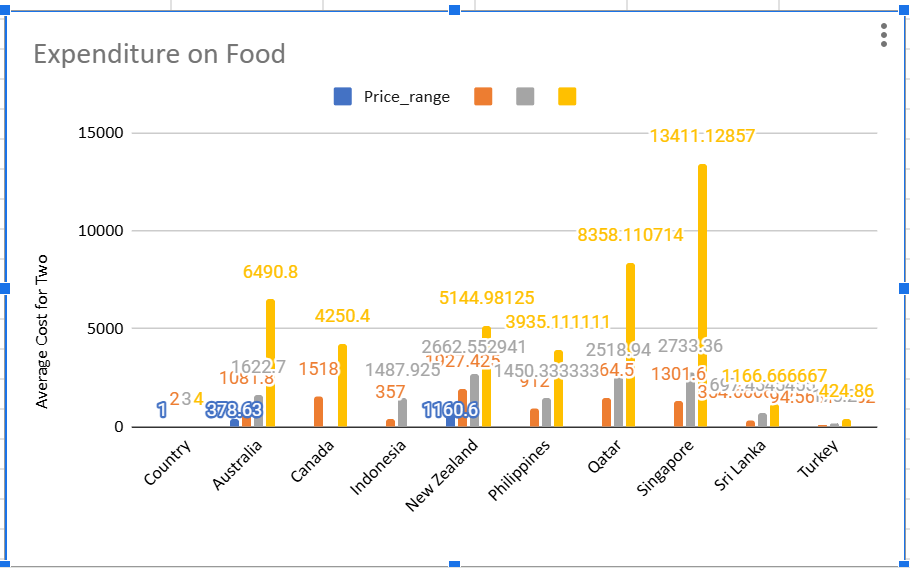 Expenditure on Food
Price_range
15000
10000
5000
0
Average Cost for Two
13411.12857
8358.110714
6490.8
5144.98125
4250.4
3935.111111
2662.552941
2518.94
2733.36
1622.7
1487.925
1450.333333
1166.666667
1081.8
1518
1927.425
1301.6
357
912
424.86
1 2 3 4
378.63
1160.6
Country
Australia
Canada
Indonesia
New Zealand
Philippines
Qatar
Singapore
Sri Lanka
Turkey